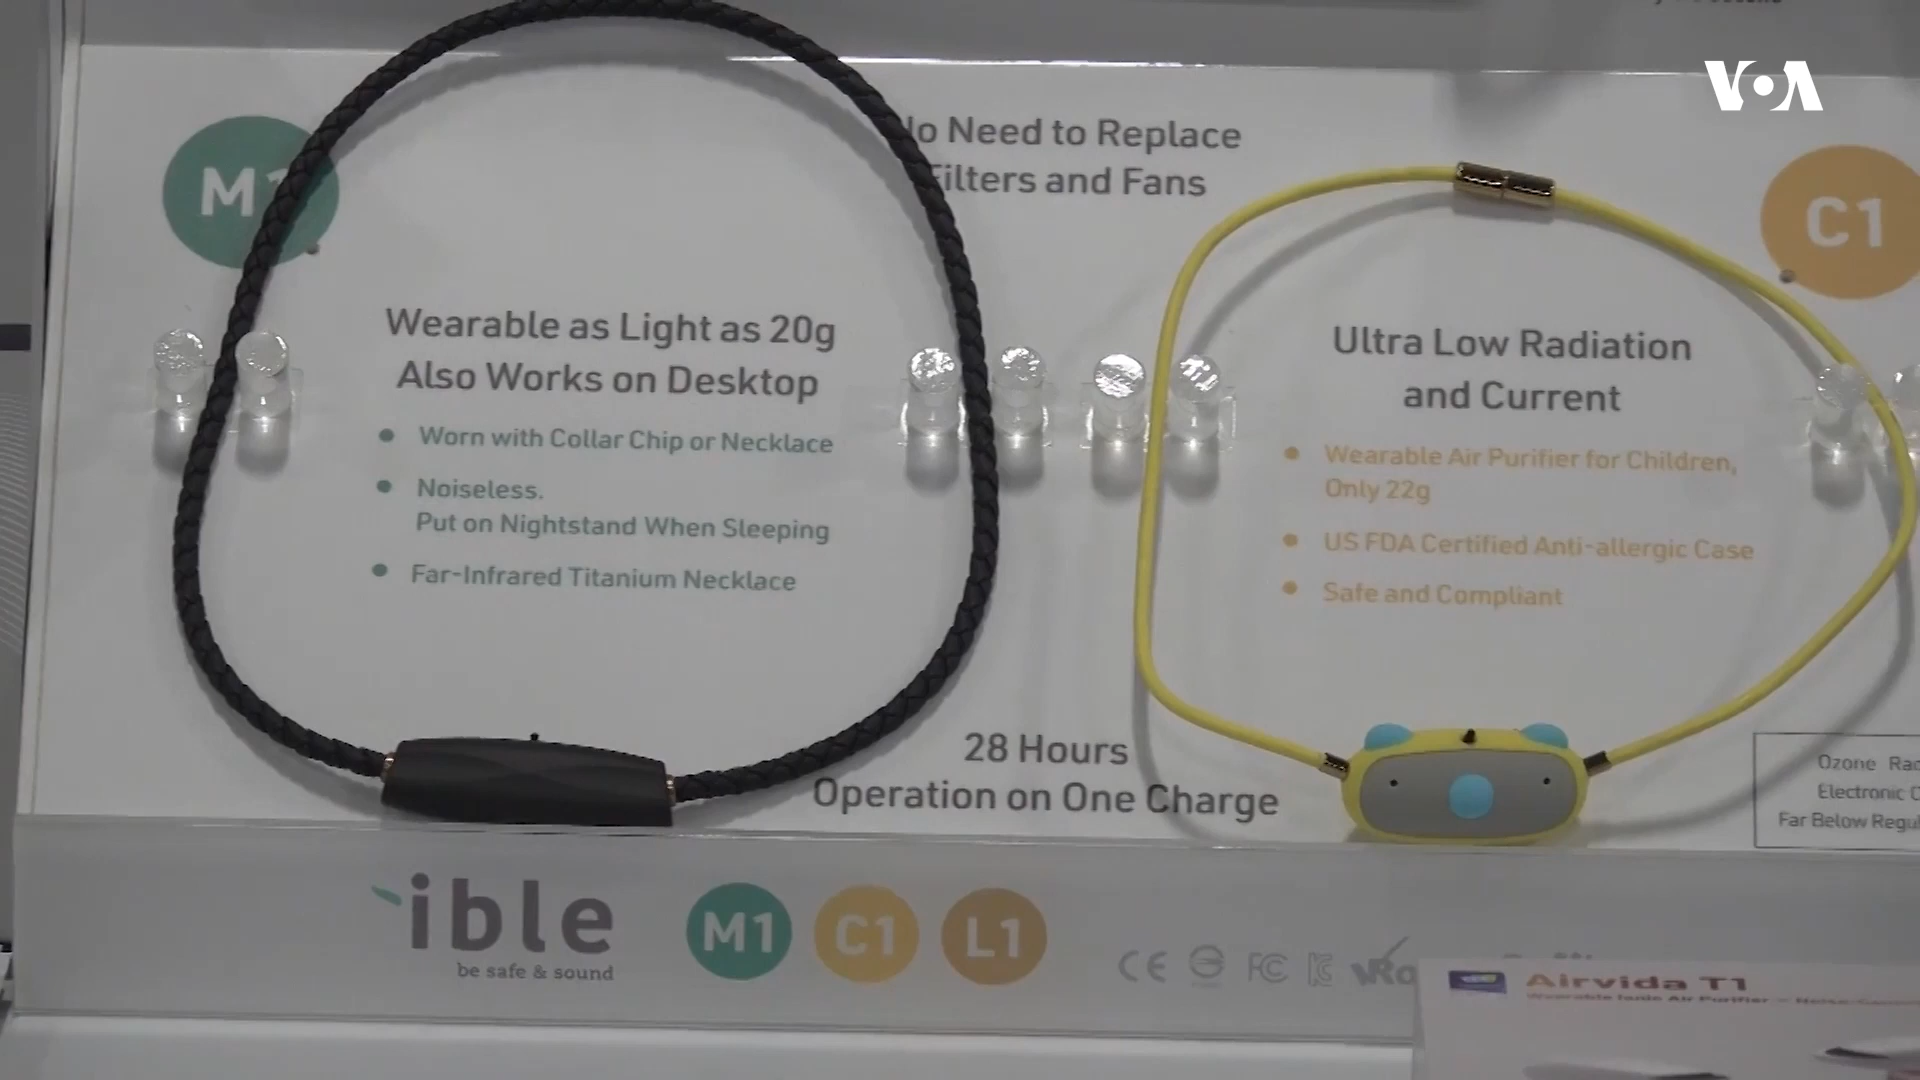 VOA
M1
Need to Replace
Filters and Fans
C1
Wearable as Light as 20g
Also Works on Desktop
• Worn with Collar Chip or Necklace
• Noiseless.
Put on Nightstand When Sleeping
• Far-Infrared Titanium Necklace
Ultra Low Radiation
and Current
• Wearable Air Purifier for Children,
Only 22g
• US FDA Certified Anti-allergic Case
• Safe and Compliant
28 Hours
Operation on One Charge
Ozone
Electronic
Far Below
ible
be safe & sound
M1 C1 L1
CE FC
Airvida T1
Wearable Ionic Air Purifier